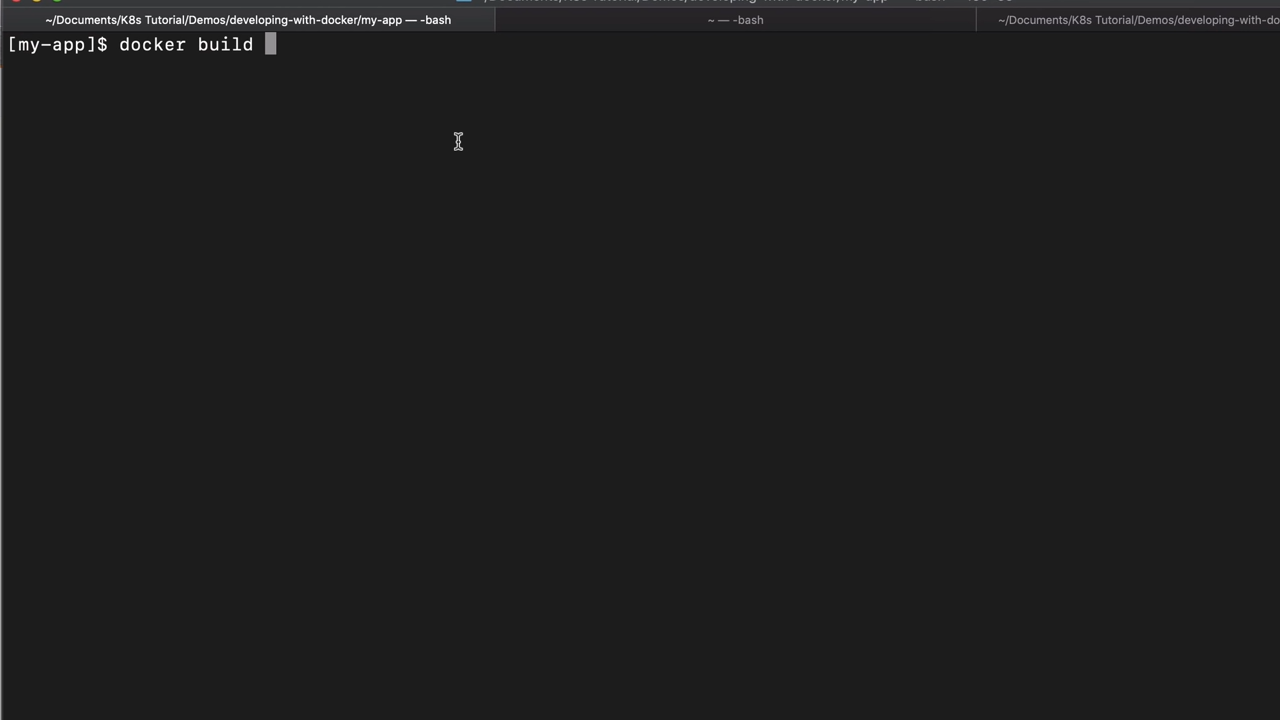 ~/Documents/K8s Tutorial/Demos/developing-with-docker/my-app — -bash
~ — -bash
~/Documents/K8s Tutorial/Demos/developing-with-do
[my-app]$ docker build